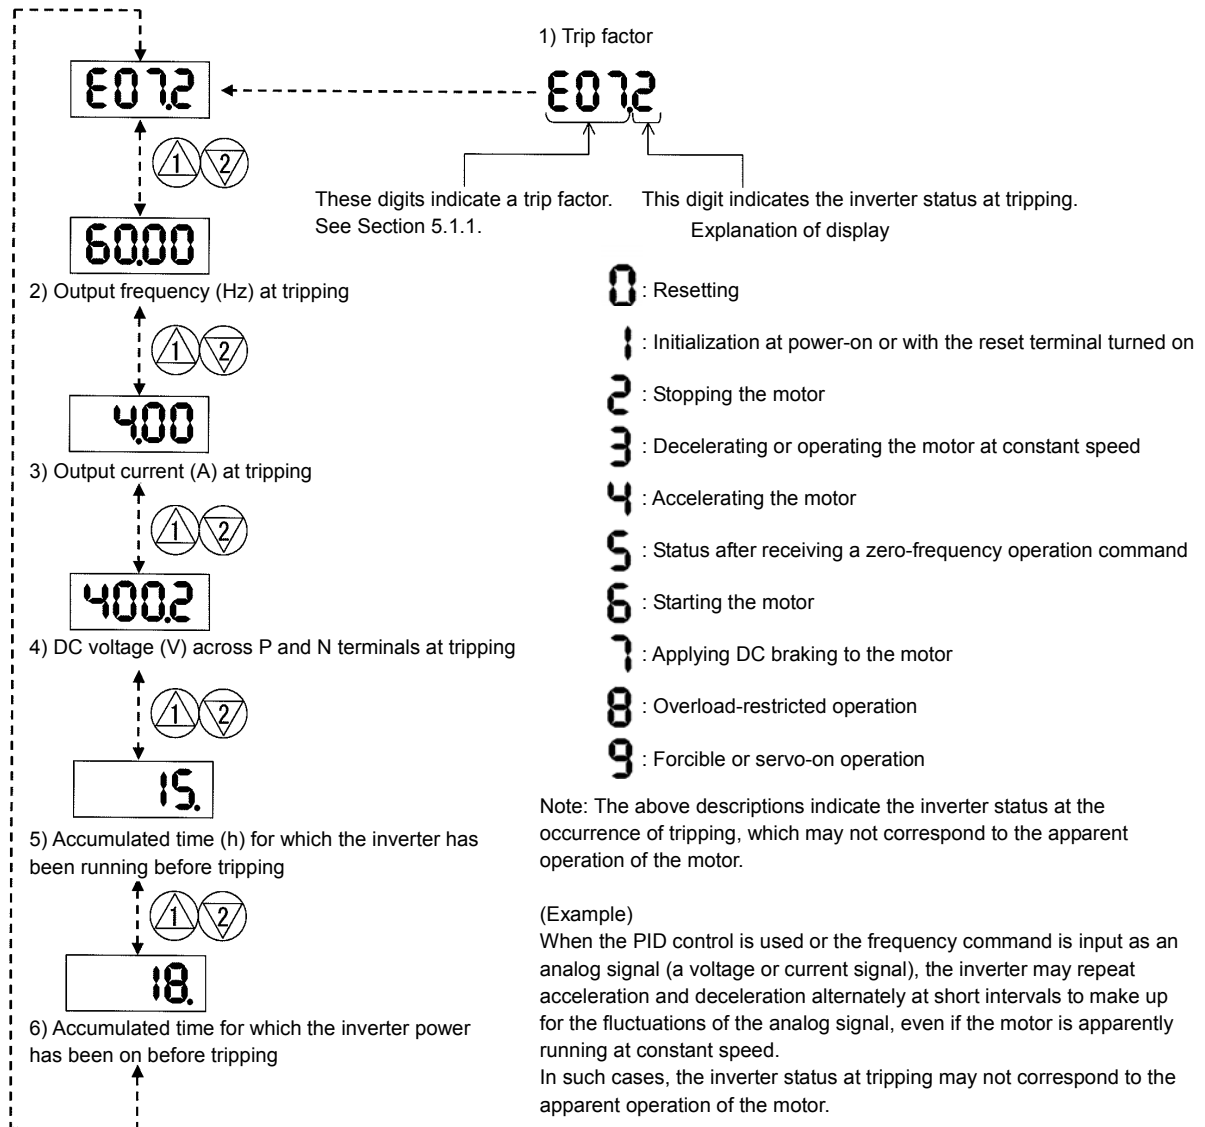 1) Trip factor
E07.2
E07.2
1 2
These digits indicate a trip factor.
See Section 5.1.1.
This digit indicates the inverter status at tripping.
Explanation of display
60.00
2) Output frequency (Hz) at tripping
1 2
4.00
3) Output current (A) at tripping
1 2
400.2
4) DC voltage (V) across P and N terminals at tripping
1 2
15.
5) Accumulated time (h) for which the inverter has
been running before tripping
1 2
18.
6) Accumulated time for which the inverter power
has been on before tripping
0 : Resetting
1 : Initialization at power-on or with the reset terminal turned on
2 : Stopping the motor
3 : Decelerating or operating the motor at constant speed
4 : Accelerating the motor
5 : Status after receiving a zero-frequency operation command
6 : Starting the motor
7 : Applying DC braking to the motor
8 : Overload-restricted operation
9 : Forcible or servo-on operation
Note: The above descriptions indicate the inverter status at the
occurrence of tripping, which may not correspond to the apparent
operation of the motor.
(Example)
When the PID control is used or the frequency command is input as an
analog signal (a voltage or current signal), the inverter may repeat
acceleration and deceleration alternately at short intervals to make up
for the fluctuations of the analog signal, even if the motor is apparently
running at constant speed.
In such cases, the inverter status at tripping may not correspond to the
apparent operation of the motor.